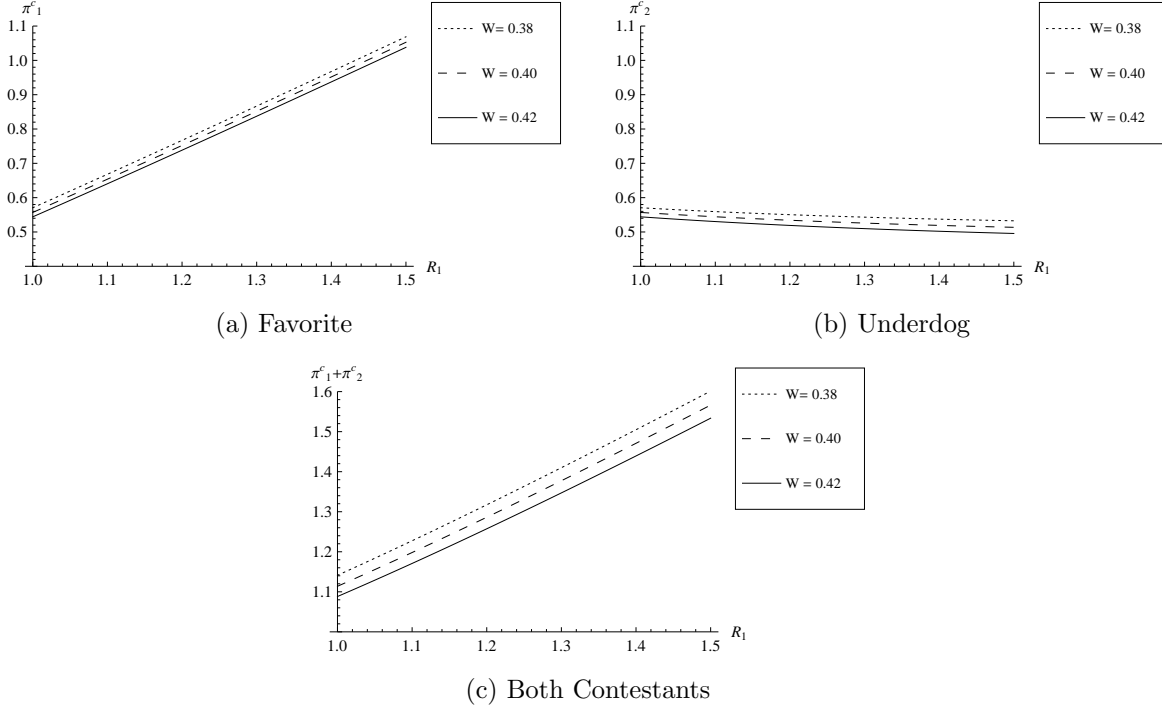 π^c_1
1.1
1.0
0.9
0.8
0.7
0.6
0.5
1.0 1.1 1.2 1.3 1.4 1.5
R_1
W= 0.38
W = 0.40
W = 0.42
(a) Favorite
π^c_2
1.1
1.0
0.9
0.8
0.7
0.6
0.5
1.0 1.1 1.2 1.3 1.4 1.5
R_1
W= 0.38
W = 0.40
W = 0.42
(b) Underdog
π^c_1+π^c_2
1.6
1.5
1.4
1.3
1.2
1.1
1.0 1.1 1.2 1.3 1.4 1.5
R_1
W= 0.38
W = 0.40
W = 0.42
(c) Both Contestants